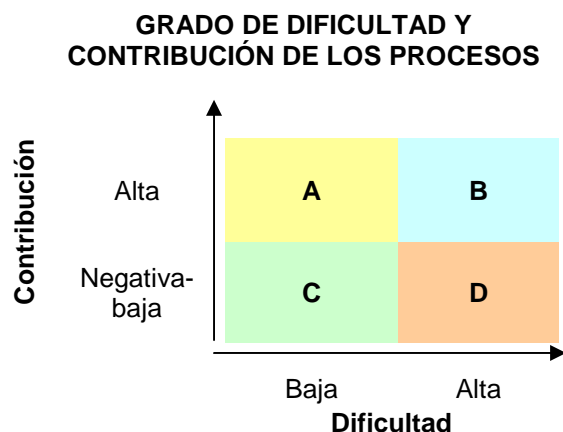 GRADO DE DIFICULTAD Y
CONTRIBUCIÓN DE LOS PROCESOS
Contribución
Alta
A
B
Negativa-
baja
C
D
Baja
Alta
Dificultad